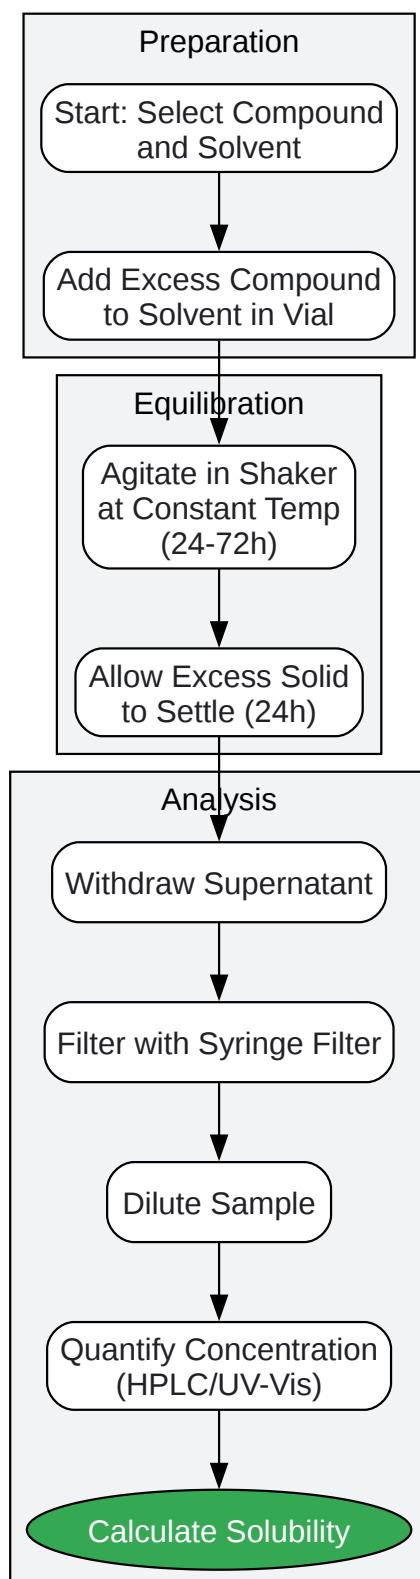 Preparation
Start: Select Compound
and Solvent
Add Excess Compound
to Solvent in Vial
Equilibration
Agitate in Shaker
at Constant Temp
(24-72h)
Allow Excess Solid
to Settle (24h)
Analysis
Withdraw Supernatant
Filter with Syringe Filter
Dilute Sample
Quantify Concentration
(HPLC/UV-Vis)
Calculate Solubility